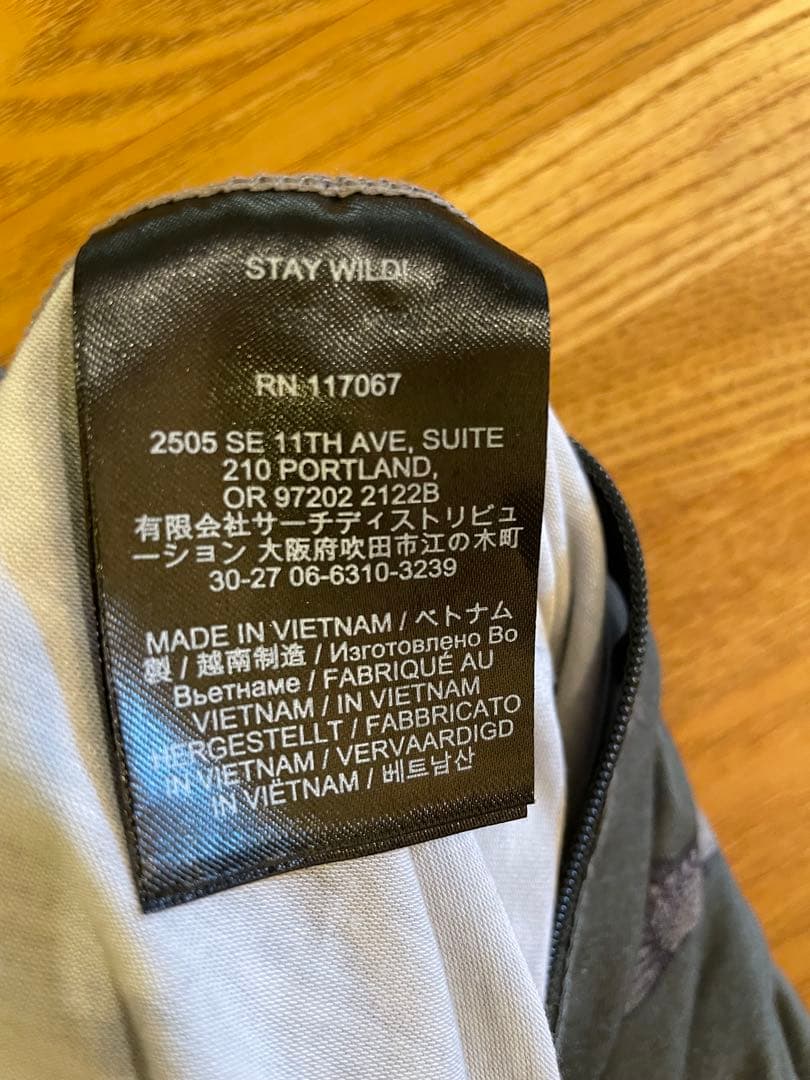 STAY WILD!
RN 117067
2505 SE 11TH AVE, SUITE
210 PORTLAND,
OR 97202 2122B
有限会社サーチディストリビュ
ーション 大阪府吹田市江の木町
30-27 06-6310-3239
MADE IN VIETNAM / ベトナム
製 / 越南制造 / Изготовлено Во
Вьетнаме / FABRIQUÉ AU
VIETNAM / IN VIETNAM
HERGESTELLT / FABBRICATO
IN VIETNAM / VERVAARDIGD
IN VIËTNAM / 베트남산